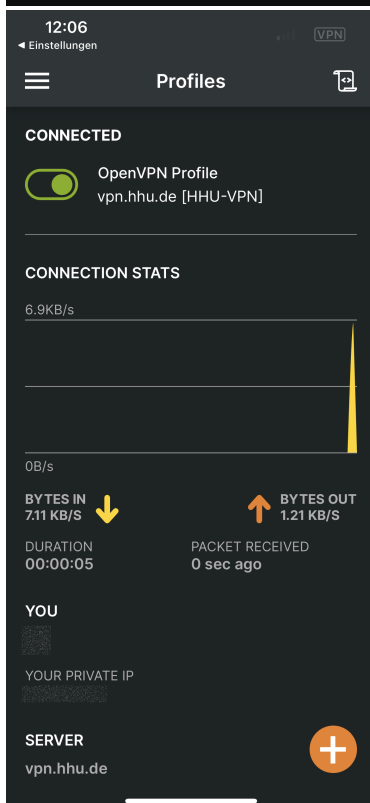 12:06
VPN
◀ Einstellungen
Profiles
CONNECTED
OpenVPN Profile
vpn.hhu.de [HHU-VPN]
CONNECTION STATS
6.9KB/s
0B/s
BYTES IN
7.11 KB/S
BYTES OUT
1.21 KB/S
DURATION
00:00:05
PACKET RECEIVED
0 sec ago
YOU
YOUR PRIVATE IP
SERVER
vpn.hhu.de